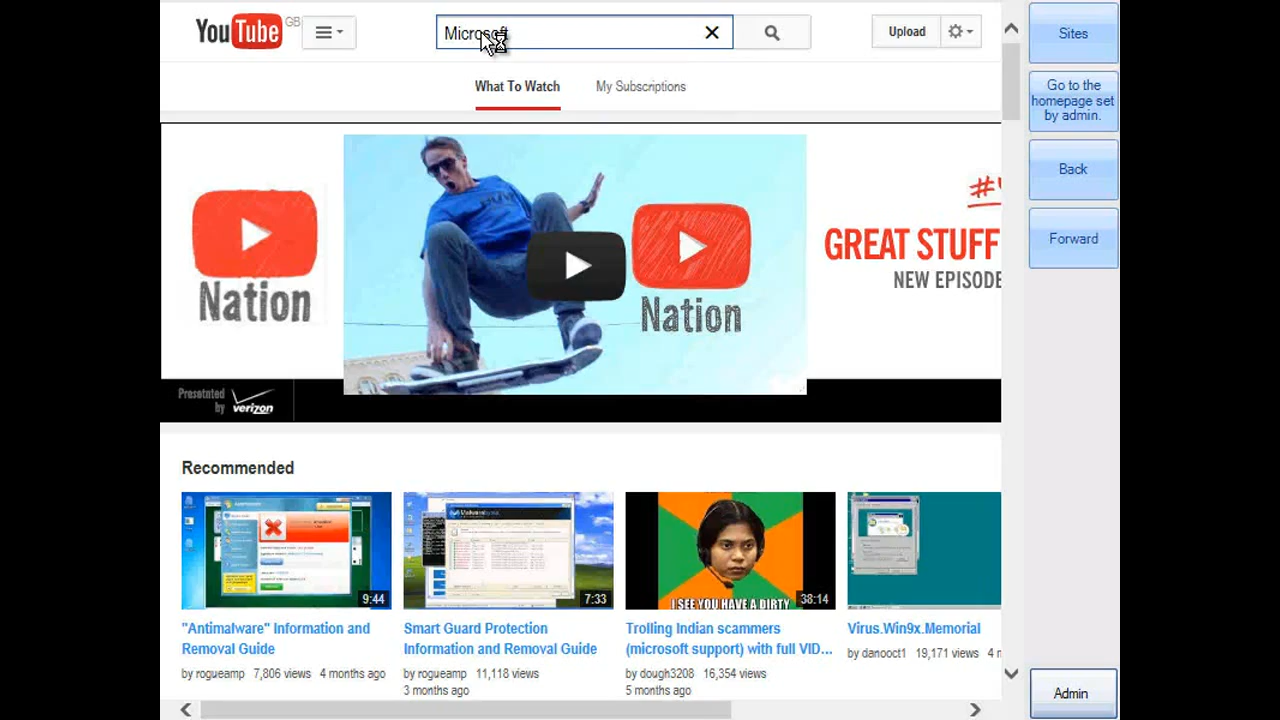 YouTube GB
Microsoft
Upload
What To Watch
My Subscriptions
Nation
Nation
GREAT STUFF
NEW EPISODE
Presented by verizon
Recommended
I SEE YOU HAVE A DIRTY
9:44
7:33
38:14
"Antimalware" Information and
Removal Guide
by rogueamp 7,806 views 4 months ago
Smart Guard Protection
Information and Removal Guide
by rogueamp 11,118 views
3 months ago
Trolling Indian scammers
(microsoft support) with full VID...
by dough3208 16,354 views
5 months ago
Virus.Win9x.Memorial
by danooct1 19,171 views 4 m
Sites
Go to the
homepage set
by admin.
Back
Forward
Admin